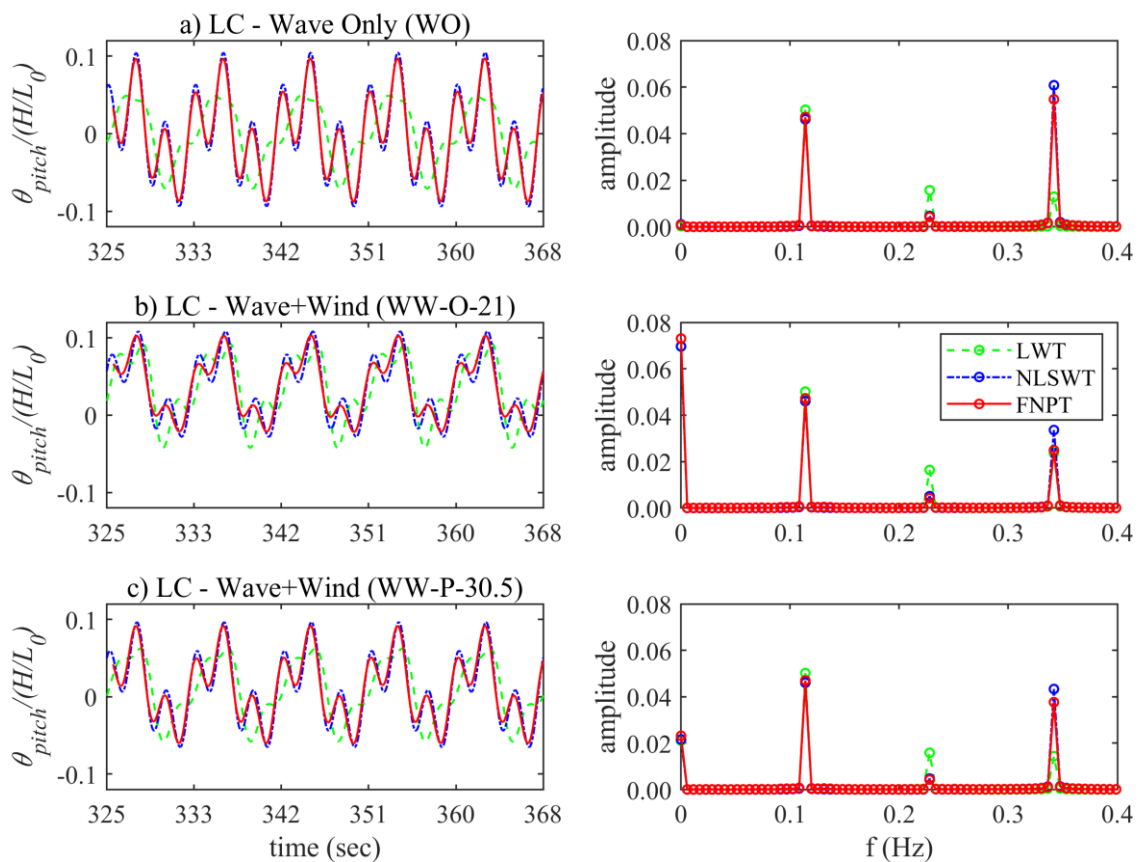 a) LC - Wave Only (WO)
θpitch/(H/L0)
0.1
0
-0.1
325 333 342 351 360 368
amplitude
0.08
0.06
0.04
0.02
0.00
0 0.1 0.2 0.3 0.4
b) LC - Wave+Wind (WW-O-21)
θpitch/(H/L0)
0.1
0
-0.1
325 333 342 351 360 368
amplitude
0.08
0.06
0.04
0.02
0.00
0 0.1 0.2 0.3 0.4
LWT
NLSWT
FNPT
c) LC - Wave+Wind (WW-P-30.5)
θpitch/(H/L0)
0.1
0
-0.1
325 333 342 351 360 368
time (sec)
amplitude
0.08
0.06
0.04
0.02
0.00
0 0.1 0.2 0.3 0.4
f (Hz)